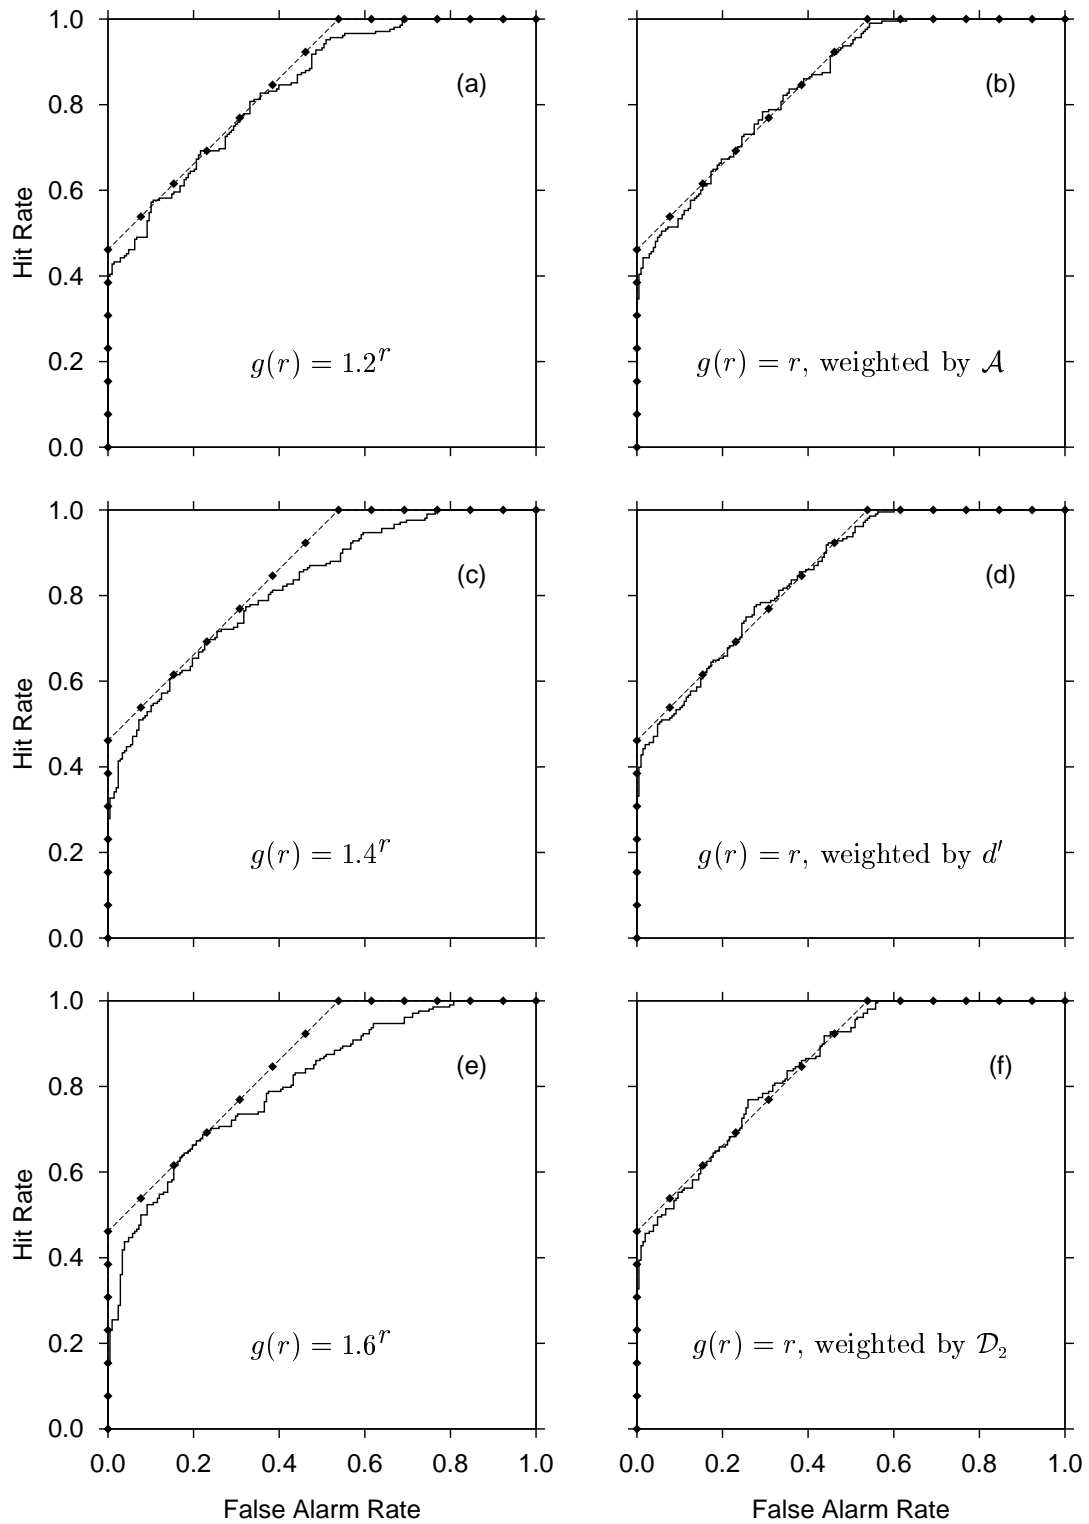 1.0
0.8
0.6
0.4
0.2
0.0
Hit Rate
(a)
g(r) = 1.2^r
(b)
g(r) = r, weighted by 𝒜
1.0
0.8
0.6
0.4
0.2
0.0
Hit Rate
(c)
g(r) = 1.4^r
(d)
g(r) = r, weighted by d′
1.0
0.8
0.6
0.4
0.2
0.0
Hit Rate
(e)
g(r) = 1.6^r
(f)
g(r) = r, weighted by 𝒟₂
0.0 0.2 0.4 0.6 0.8 1.0
False Alarm Rate
0.0 0.2 0.4 0.6 0.8 1.0
False Alarm Rate